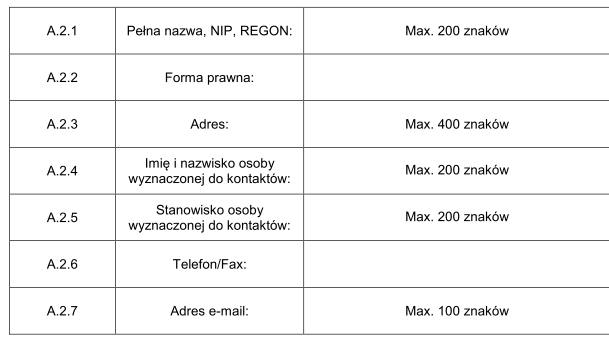 A.2.1 Pełna nazwa, NIP, REGON: Max. 200 znaków
A.2.2 Forma prawna:
A.2.3 Adres: Max. 400 znaków
A.2.4 Imię i nazwisko osoby
wyznaczonej do kontaktów: Max. 200 znaków
A.2.5 Stanowisko osoby
wyznaczonej do kontaktów: Max. 200 znaków
A.2.6 Telefon/Fax:
A.2.7 Adres e-mail: Max. 100 znaków